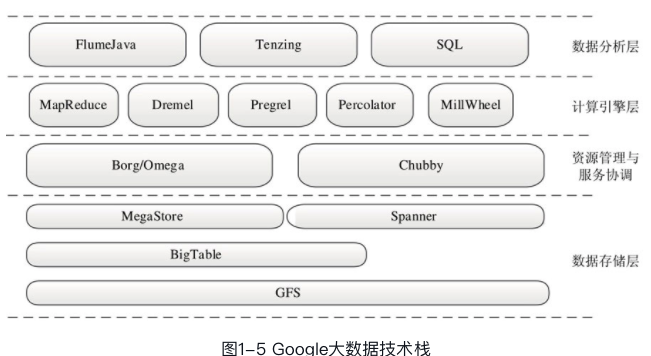 FlumeJava Tenzing SQL 数据分析层
MapReduce Dremel Pregrel Percolator MillWheel 计算引擎层
Borg/Omega Chubby 资源管理与
服务协调
MegaStore Spanner
BigTable 数据存储层
GFS
图1-5 Google大数据技术栈